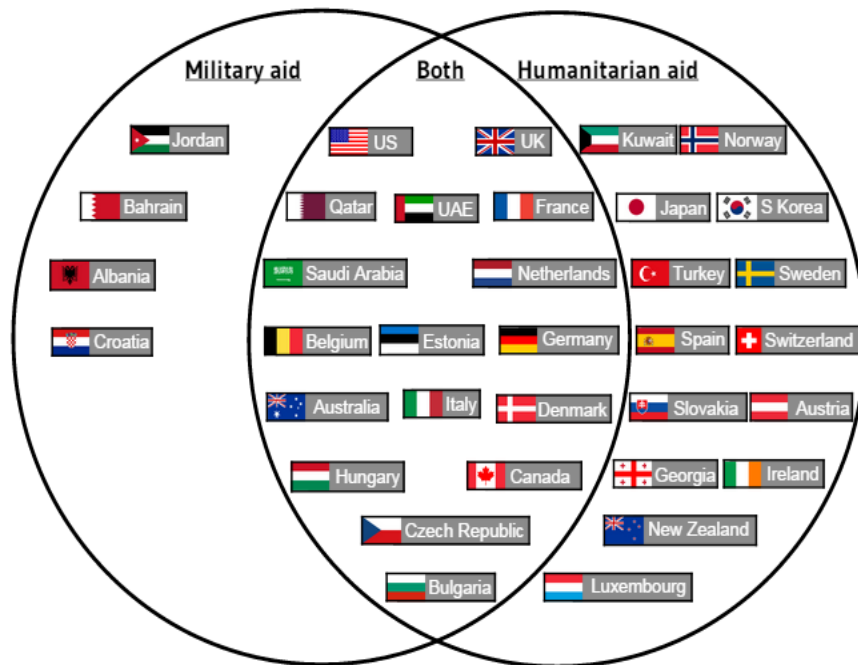 Military aid Both Humanitarian aid
Jordan US UK Kuwait Norway
Bahrain Qatar UAE France Japan S Korea
Albania Saudi Arabia Netherlands Turkey Sweden
Croatia Belgium Estonia Germany Spain Switzerland
Australia Italy Denmark Slovakia Austria
Hungary Canada Georgia Ireland
Czech Republic New Zealand
Bulgaria Luxembourg